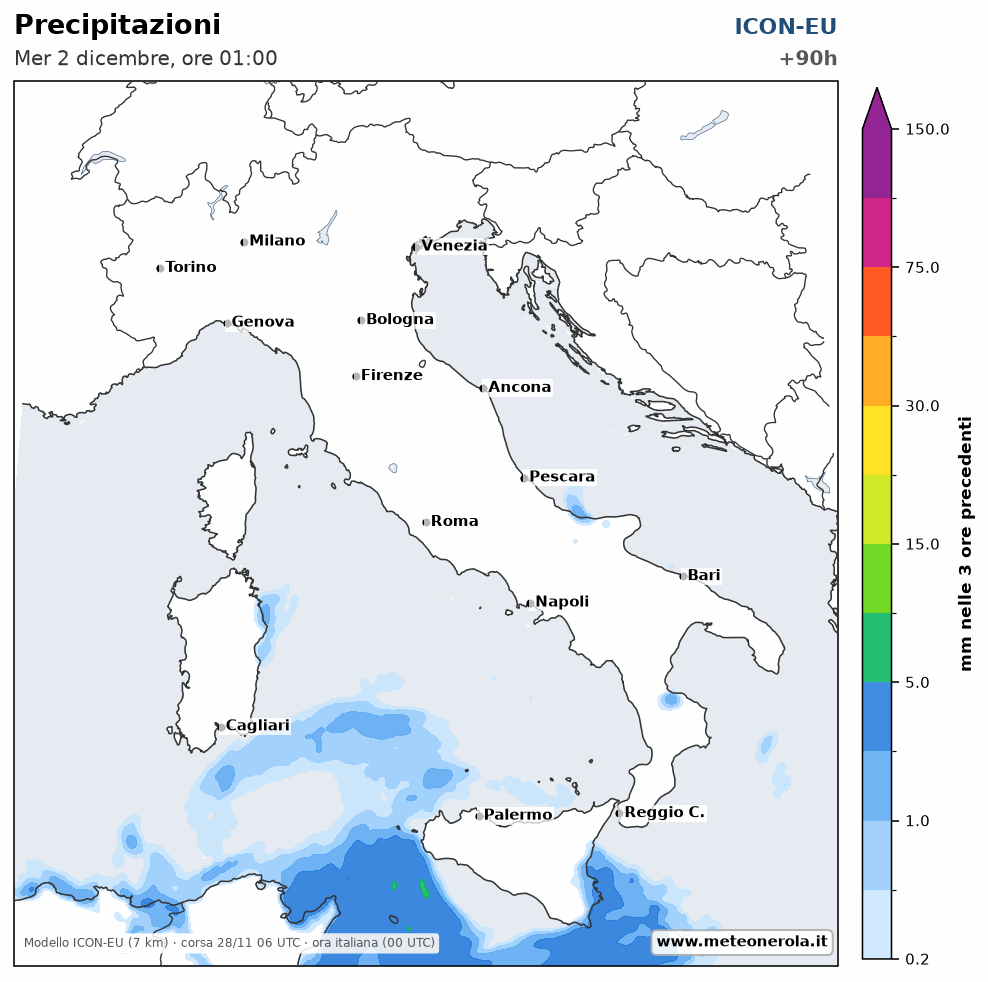 Precipitazioni
ICON-EU
Mer 2 dicembre, ore 01:00
+90h
150.0
75.0
30.0
15.0
5.0
1.0
0.2
mm nelle 3 ore precedenti
Milano
Venezia
Torino
Genova
Bologna
Firenze
Ancona
Pescara
Roma
Bari
Napoli
Cagliari
Palermo
Reggio C.
Modello ICON-EU (7 km) · corsa 28/11 06 UTC · ora italiana (00 UTC)
www.meteonerola.it